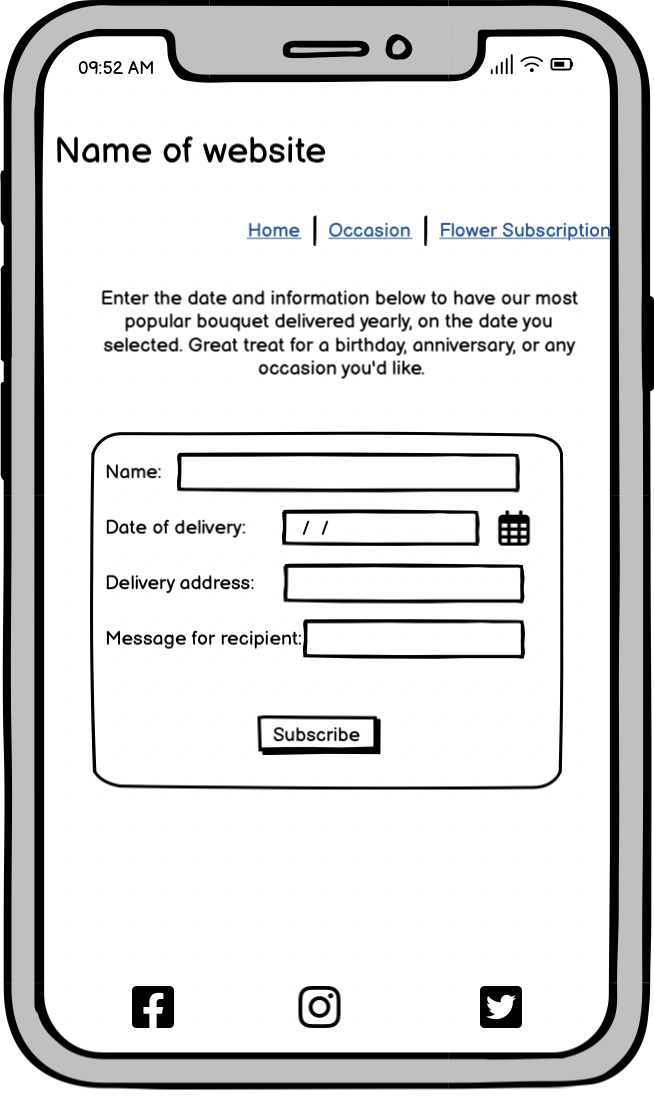 09:52 AM
Name of website
Home | Occasion | Flower Subscription
Enter the date and information below to have our most
popular bouquet delivered yearly, on the date you
selected. Great treat for a birthday, anniversary, or any
occasion you'd like.
Name:
Date of delivery: / /
Delivery address:
Message for recipient:
Subscribe